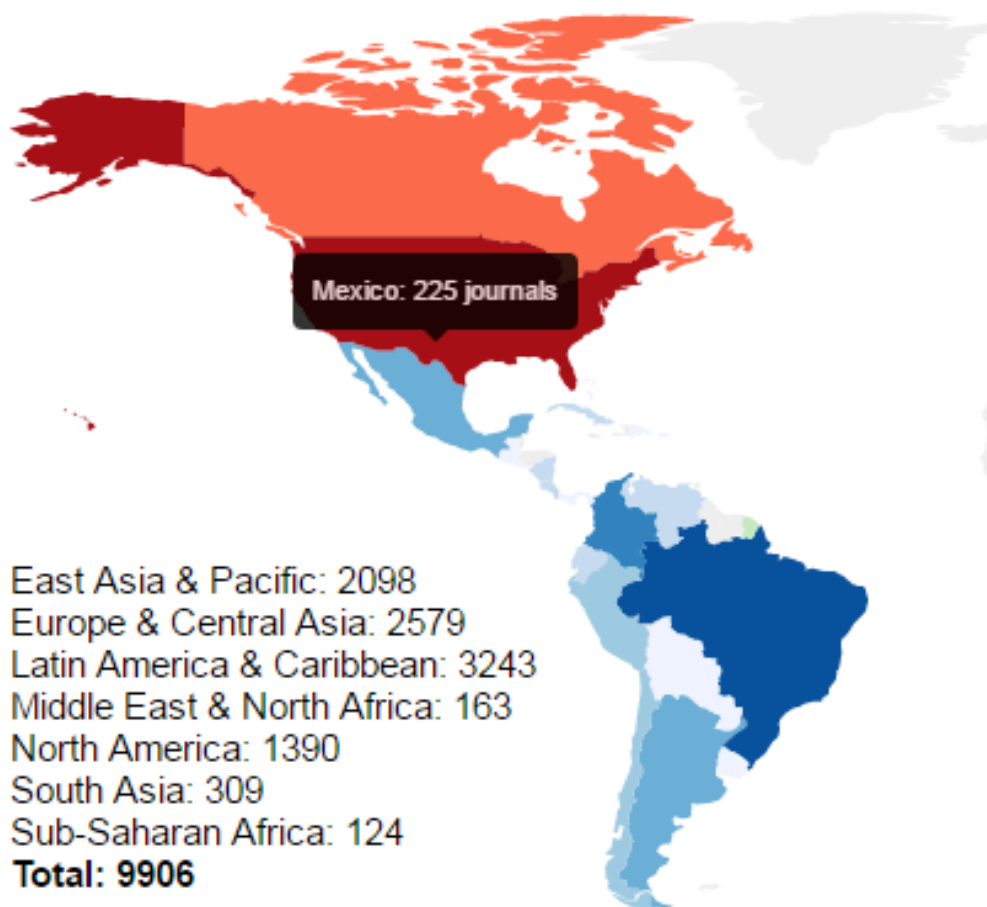 Mexico: 225 journals
East Asia & Pacific: 2098
Europe & Central Asia: 2579
Latin America & Caribbean: 3243
Middle East & North Africa: 163
North America: 1390
South Asia: 309
Sub-Saharan Africa: 124
Total: 9906